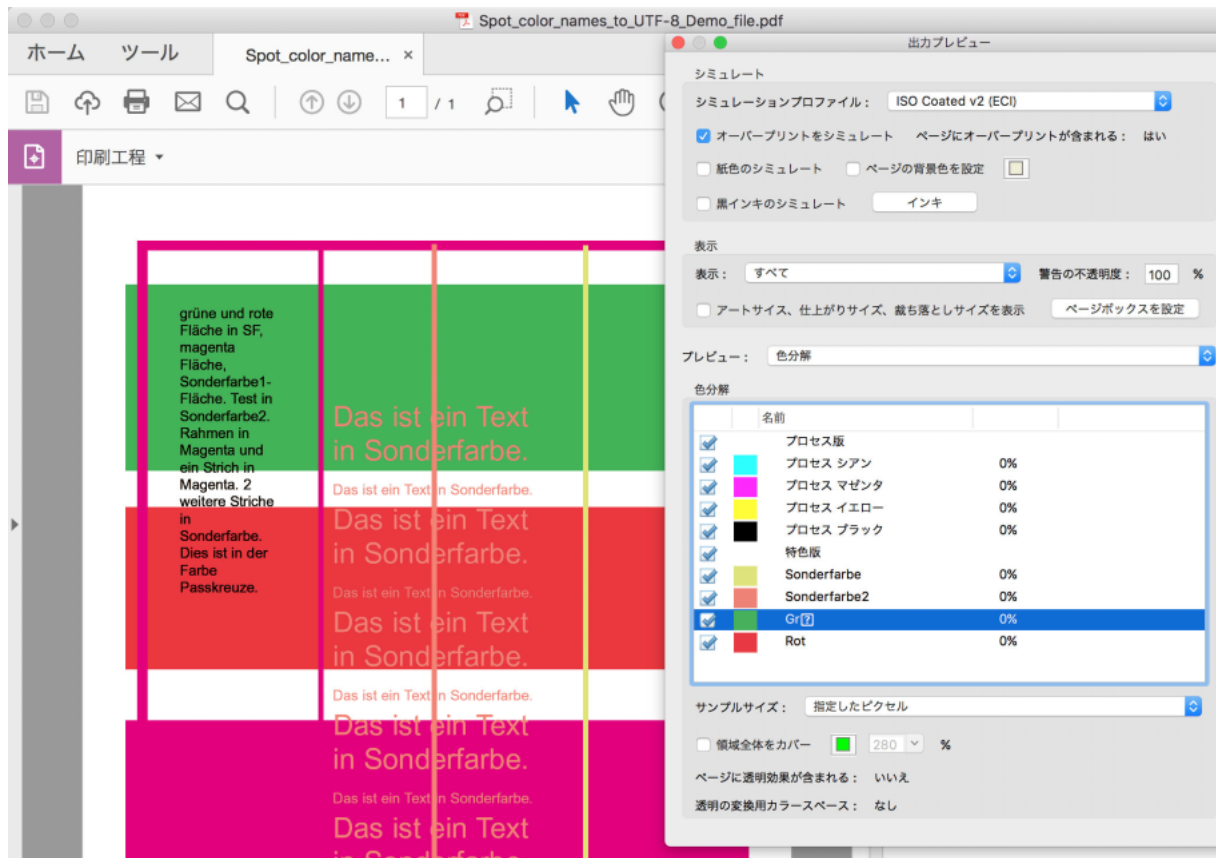 Spot_color_names_to_UTF-8_Demo_file.pdf
ホーム ツール Spot_color_name... ×
1 / 1
印刷工程
grüne und rote
Fläche in SF,
magenta
Fläche,
Sonderfarbe1-
Fläche. Test in
Sonderfarbe2.
Rahmen in
Magenta und
ein Strich in
Magenta. 2
weitere Striche
in
Sonderfarbe.
Dies ist in der
Farbe
Passkreuze.
Das ist ein Text
in Sonderfarbe.
Das ist ein Text in Sonderfarbe.
Das ist ein Text
in Sonderfarbe.
Das ist ein Text in Sonderfarbe.
Das ist ein Text
in Sonderfarbe.
Das ist ein Text in Sonderfarbe.
Das ist ein Text
in Sonderfarbe.
Das ist ein Text in Sonderfarbe.
Das ist ein Text
in Sonderfarbe.
出力プレビュー
シミュレート
シミュレーションプロファイル： ISO Coated v2 (ECI)
オーバープリントをシミュレート ページにオーバープリントが含まれる： はい
紙色のシミュレート ページの背景色を設定
黒インキのシミュレート インキ
表示
表示： すべて 警告の不透明度： 100 %
アートサイズ、仕上がりサイズ、裁ち落としサイズを表示 ページボックスを設定
プレビュー： 色分解
色分解
名前
プロセス版
プロセス シアン 0%
プロセス マゼンタ 0%
プロセス イエロー 0%
プロセス ブラック 0%
特色版
Sonderfarbe 0%
Sonderfarbe2 0%
Gr? 0%
Rot 0%
サンプルサイズ： 指定したピクセル
領域全体をカバー 280 %
ページに透明効果が含まれる： いいえ
透明の変換用カラースペース： なし